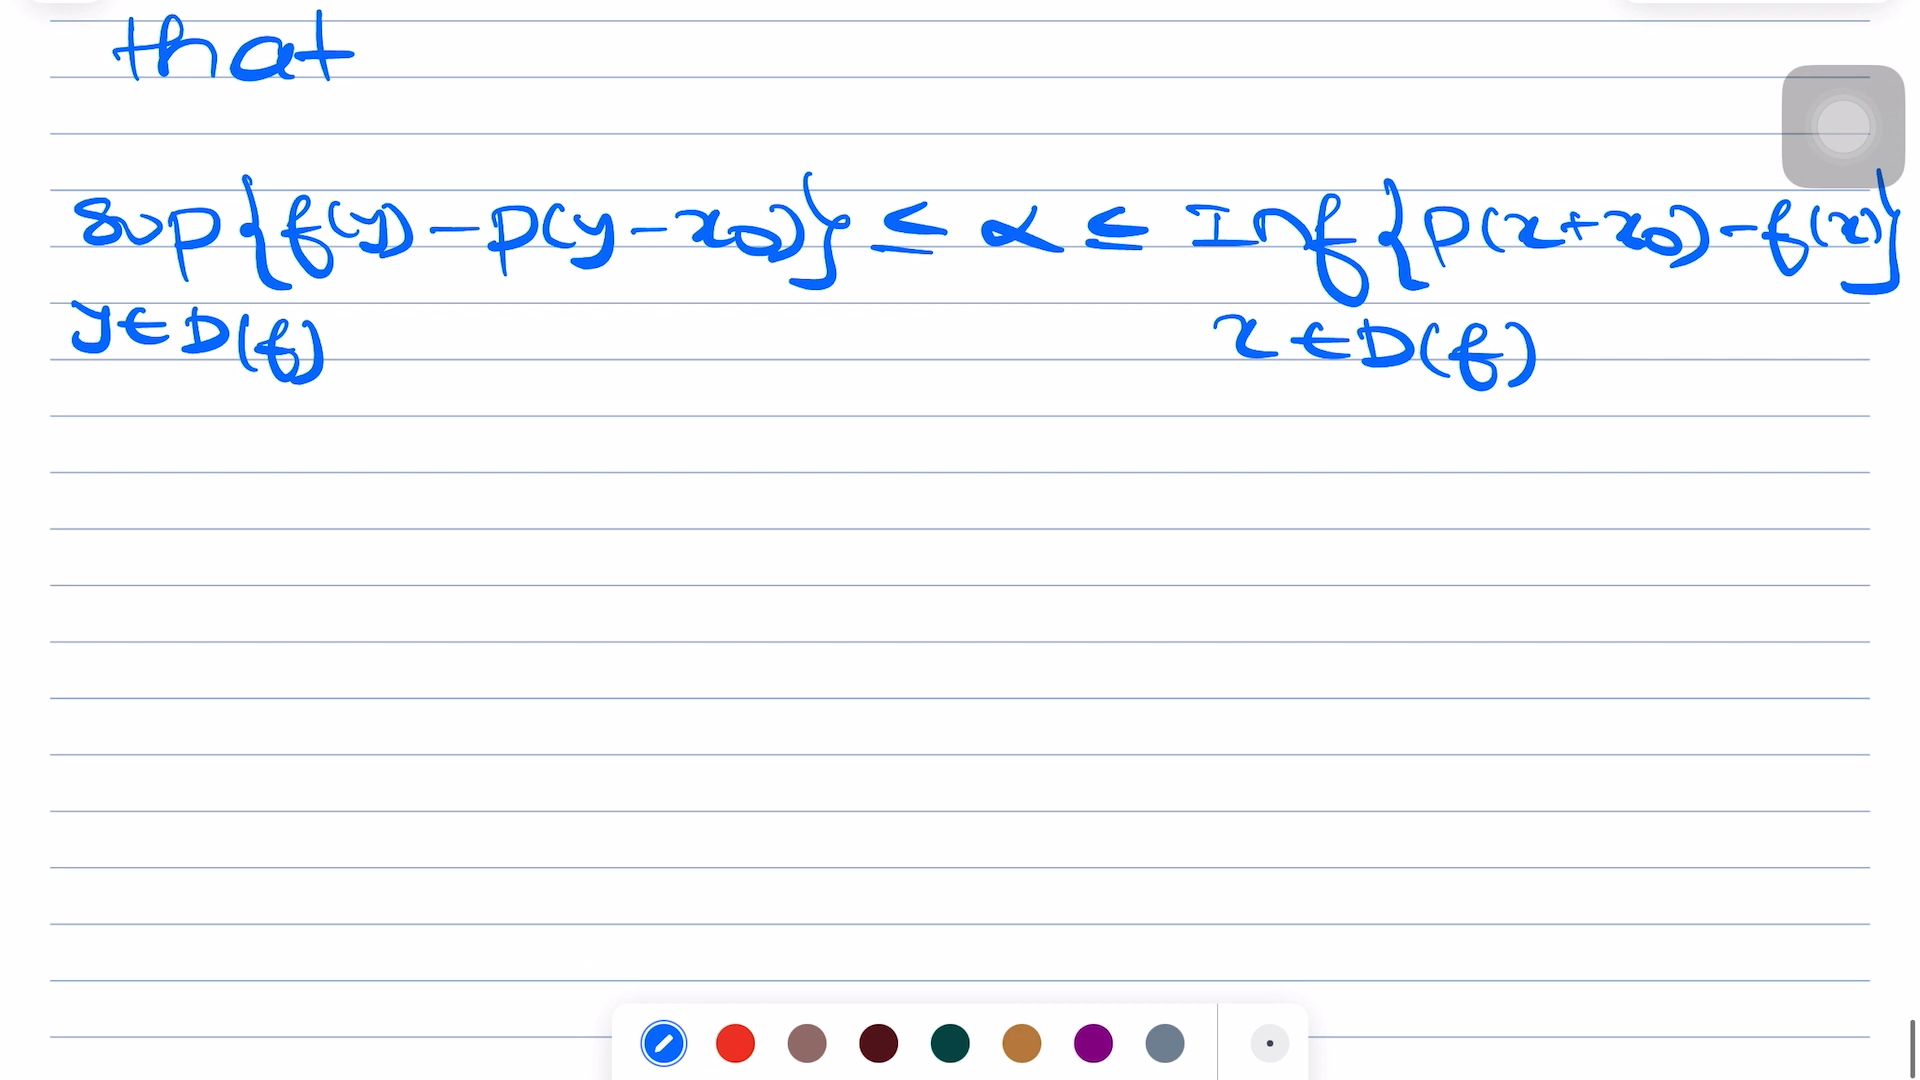 that
sup{f(y)-p(y-x₀)} ≤ α ≤ Inf{p(x+x₀)-f(x)}
y∈D(f) x∈D(f)